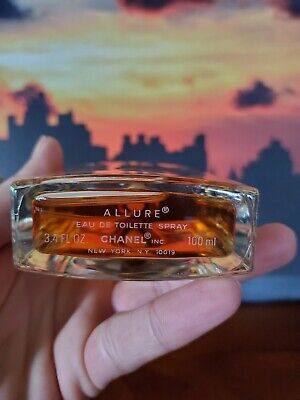 ALLURE®
EAU DE TOILETTE SPRAY
3.4 FL OZ CHANEL® INC 100 ml
NEW YORK N.Y. 10019